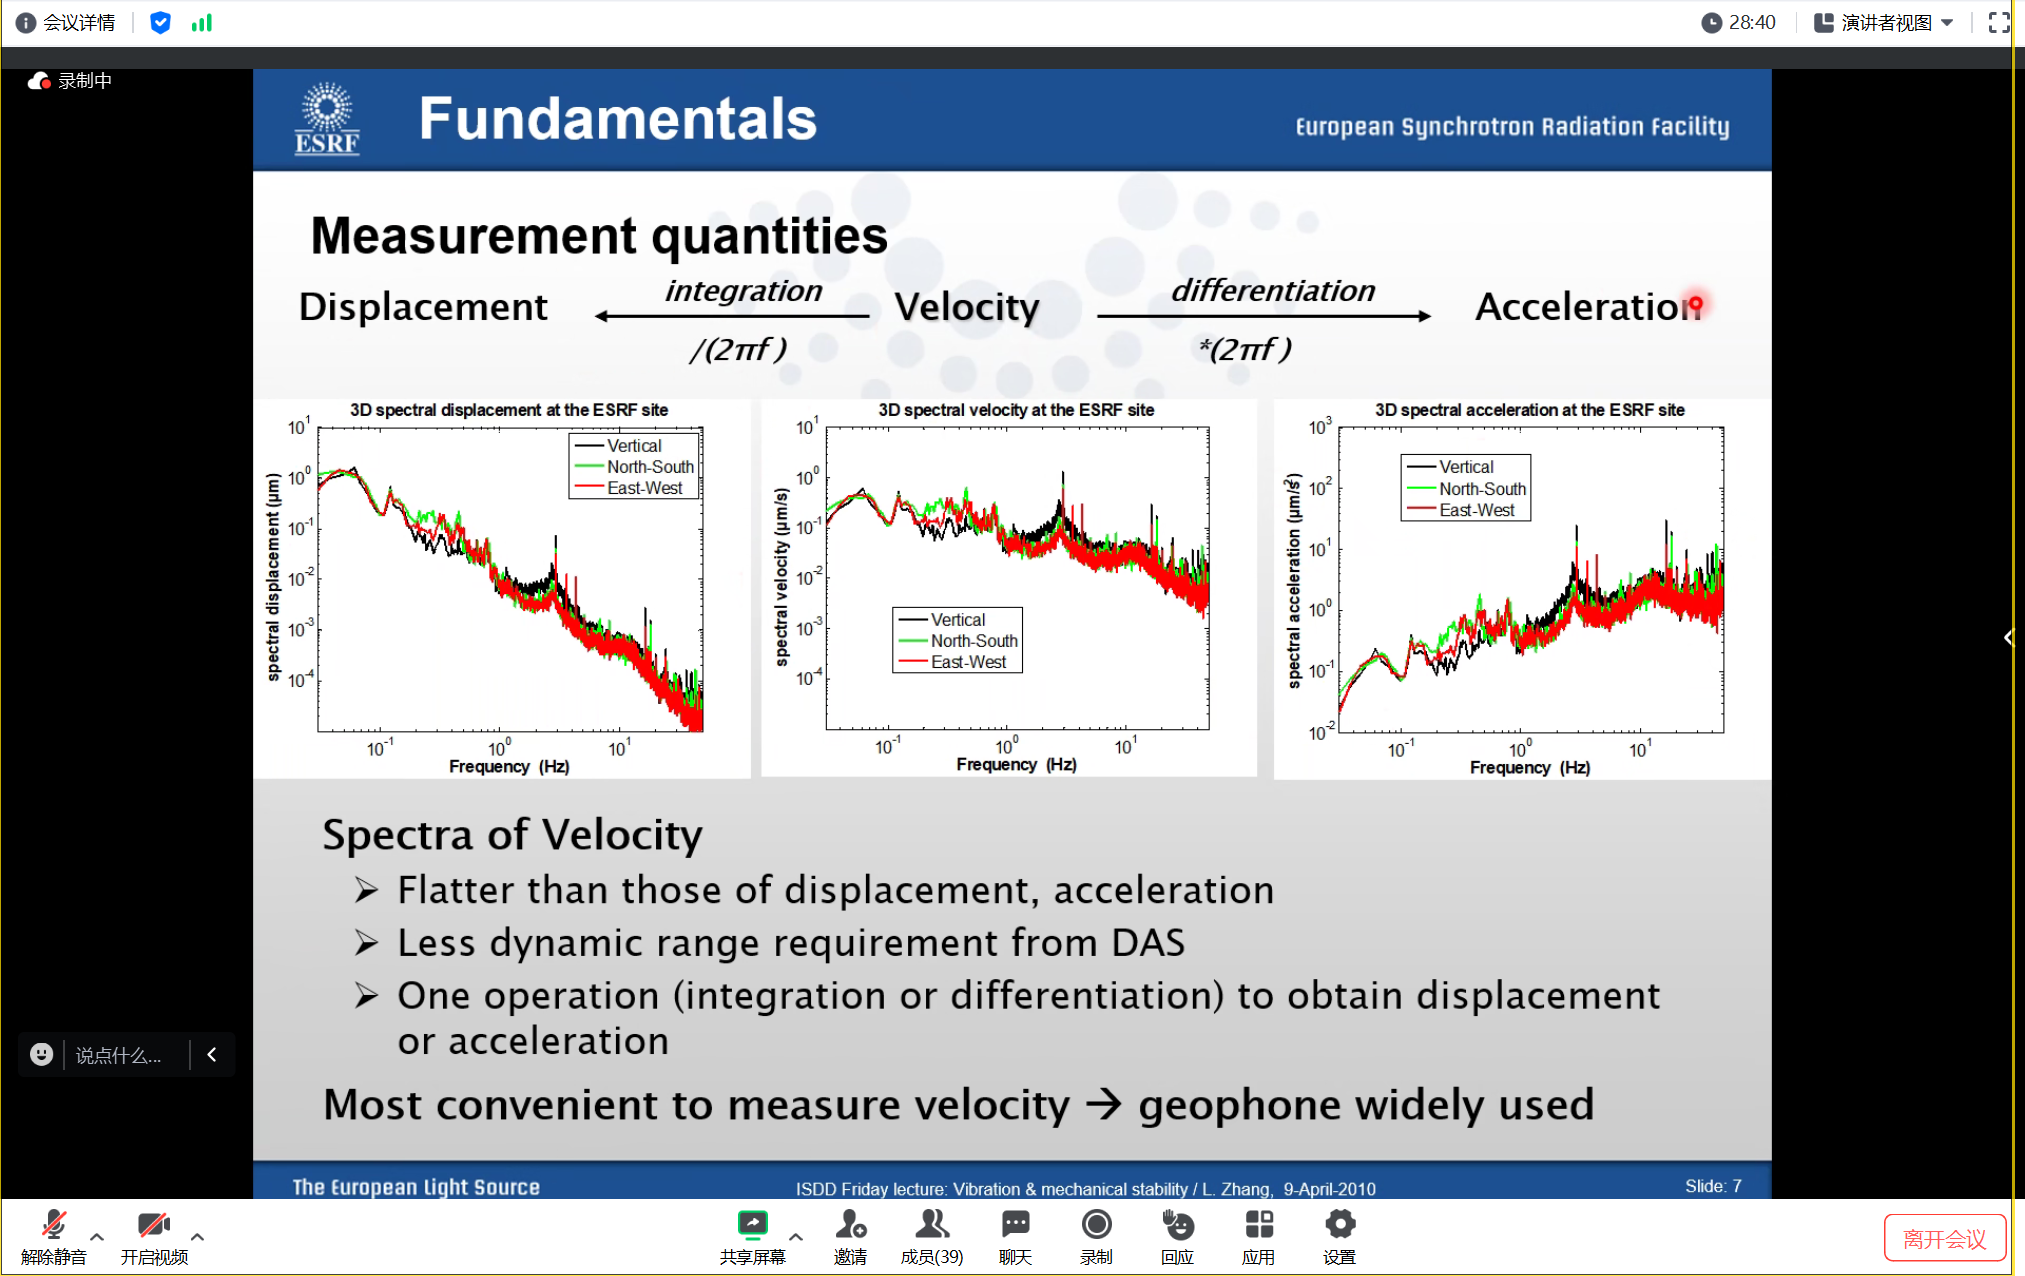 会议详情
28:40
演讲者视图
录制中
ESRF
Fundamentals
European Synchrotron Radiation Facility
Measurement quantities
Displacement
integration
/(2πf )
Velocity
differentiation
*(2πf )
Acceleration
3D spectral displacement at the ESRF site
10^1
10^0
10^-1
10^-2
10^-3
10^-4
spectral displacement (µm)
Vertical
North-South
East-West
10^-1 10^0 10^1
Frequency (Hz)
3D spectral velocity at the ESRF site
10^1
10^0
10^-1
10^-2
10^-3
10^-4
spectral velocity (µm/s)
Vertical
North-South
East-West
10^-1 10^0 10^1
Frequency (Hz)
3D spectral acceleration at the ESRF site
10^3
10^2
10^1
10^0
10^-1
10^-2
spectral acceleration (µm/s²)
Vertical
North-South
East-West
10^-1 10^0 10^1
Frequency (Hz)
Spectra of Velocity
➢ Flatter than those of displacement, acceleration
➢ Less dynamic range requirement from DAS
➢ One operation (integration or differentiation) to obtain displacement
or acceleration
Most convenient to measure velocity → geophone widely used
说点什么...
The European Light Source
ISDD Friday lecture: Vibration & mechanical stability / L. Zhang, 9-April-2010
Slide: 7
解除静音
开启视频
共享屏幕
邀请
成员(39)
聊天
录制
回应
应用
设置
离开会议